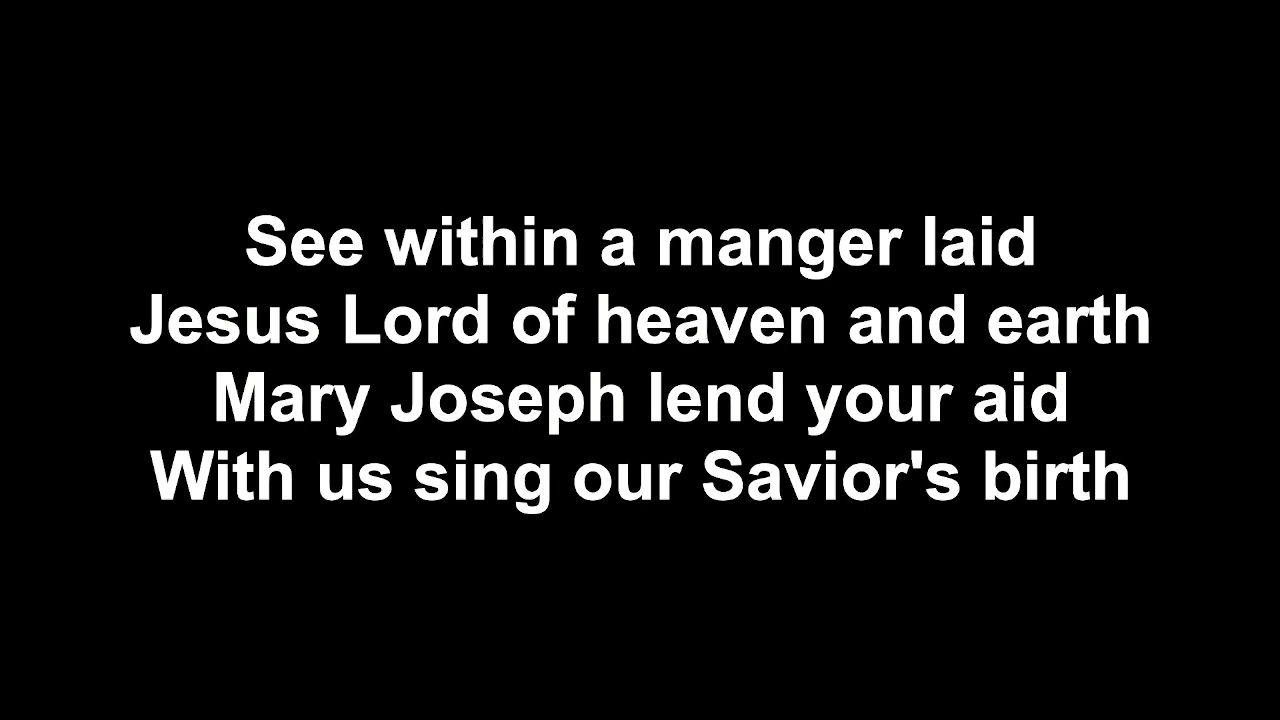 See within a manger laid
Jesus Lord of heaven and earth
Mary Joseph lend your aid
With us sing our Savior's birth